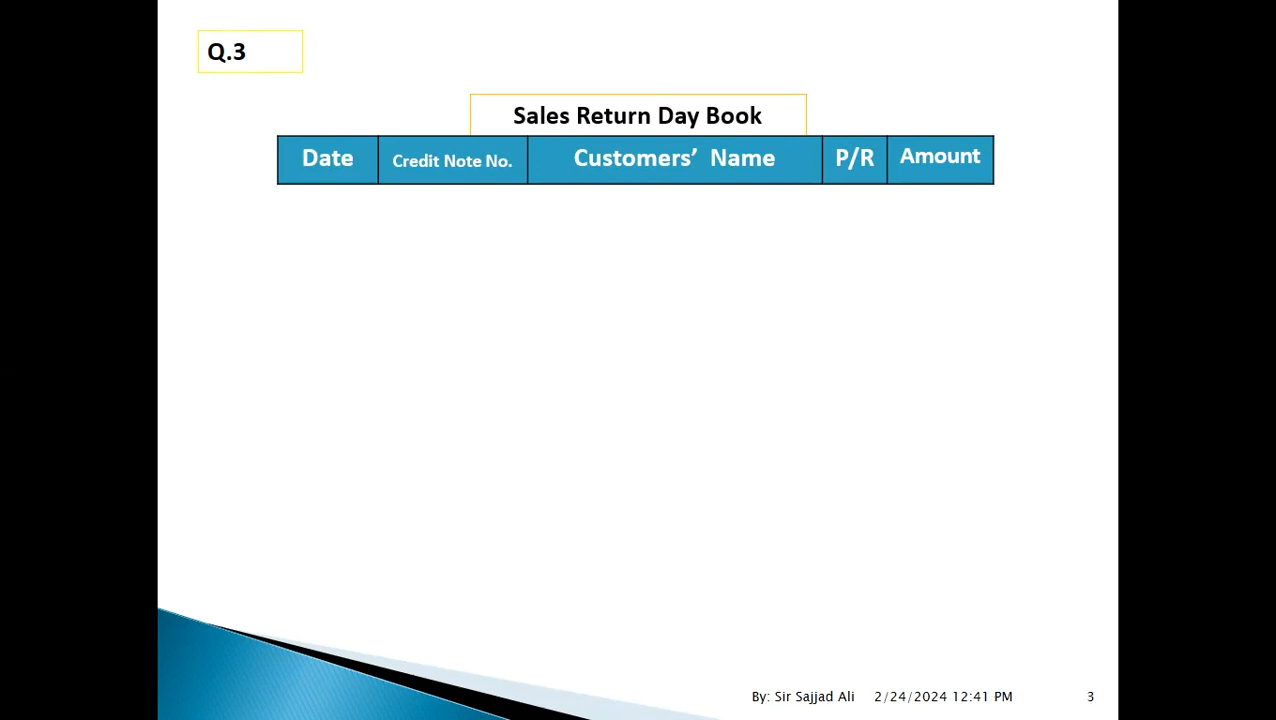 Q.3
Sales Return Day Book
Date Credit Note No. Customers’ Name P/R Amount
By: Sir Sajjad Ali 2/24/2024 12:41 PM 3